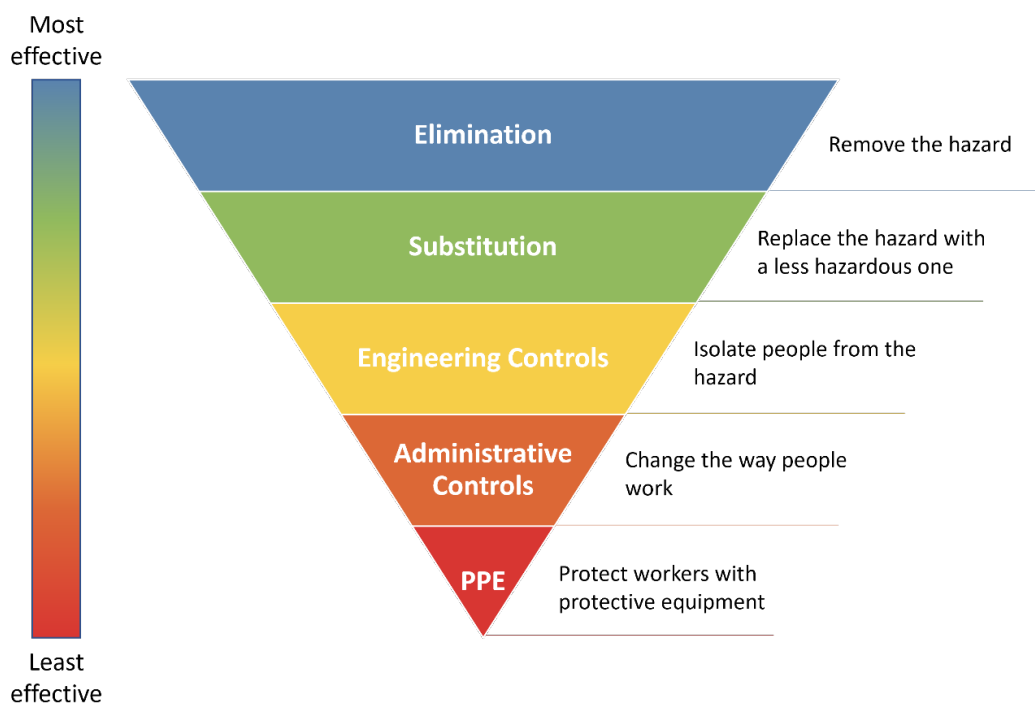 Most
effective
Elimination
Remove the hazard
Substitution
Replace the hazard with
a less hazardous one
Engineering Controls
Isolate people from the
hazard
Administrative
Controls
Change the way people
work
PPE
Protect workers with
protective equipment
Least
effective